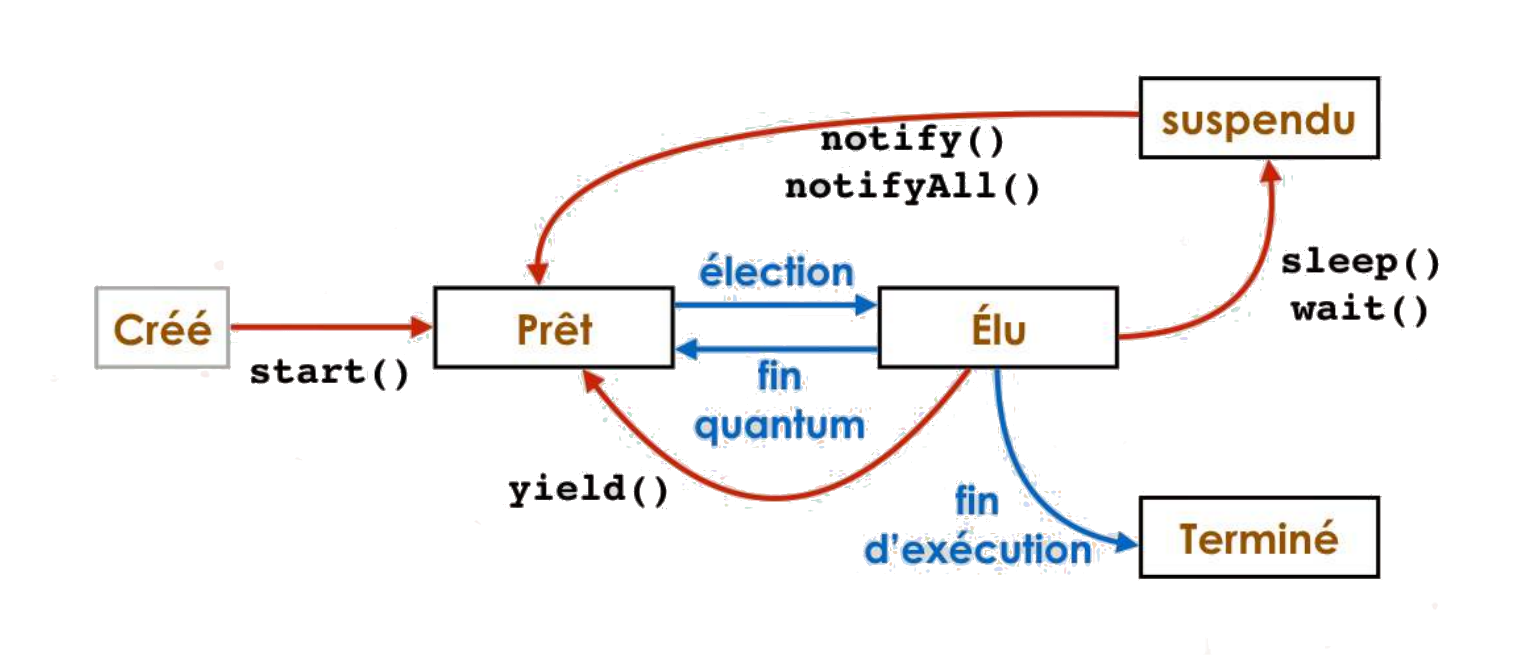 suspendu
notify()
notifyAll()
sleep()
wait()
élection
Créé
Prêt
Élu
start()
fin
quantum
yield()
fin
d'exécution
Terminé